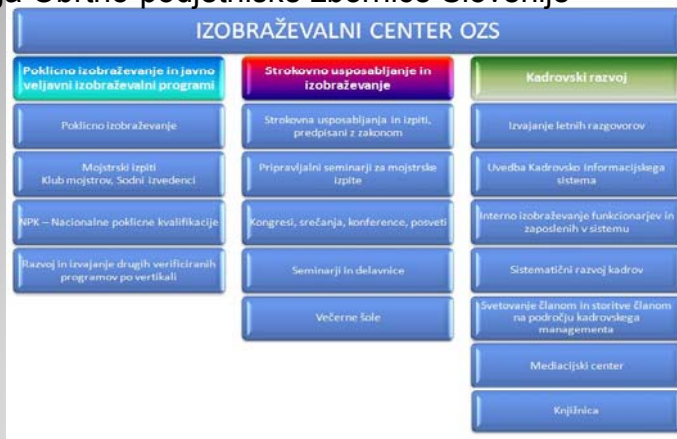 Obrtno-podjetniške zbornice Slovenije
IZOBRAŽEVALNI CENTER OZS
Poklicno izobraževanje in javno
veljavni izobraževalni programi
Poklicno izobraževanje
Mojstrski izpiti
Klub mojstrov, Sodni izvedenci
NPK – Nacionalne poklicne kvalifikacije
Razvoj in izvajanje drugih verificiranih
programov po vertikali
Strokovno usposabljanje in
izobraževanje
Strokovna usposabljanja in izpiti,
predpisani z zakonom
Pripravljalni seminarji za mojstrske
izpite
Kongresi, srečanja, konference, posveti
Seminarji in delavnice
Večerne šole
Kadrovski razvoj
Izvajanje letnih razgovorov
Uvedba Kadrovsko Informacijskega
sistema
Interno izobraževanje funkcionarjev in
zaposlenih v sistemu
Sistematični razvoj kadrov
Svetovanje članom in storitve članom
na področju kadrovskega
managementa
Mediacijski center
Knjižnica